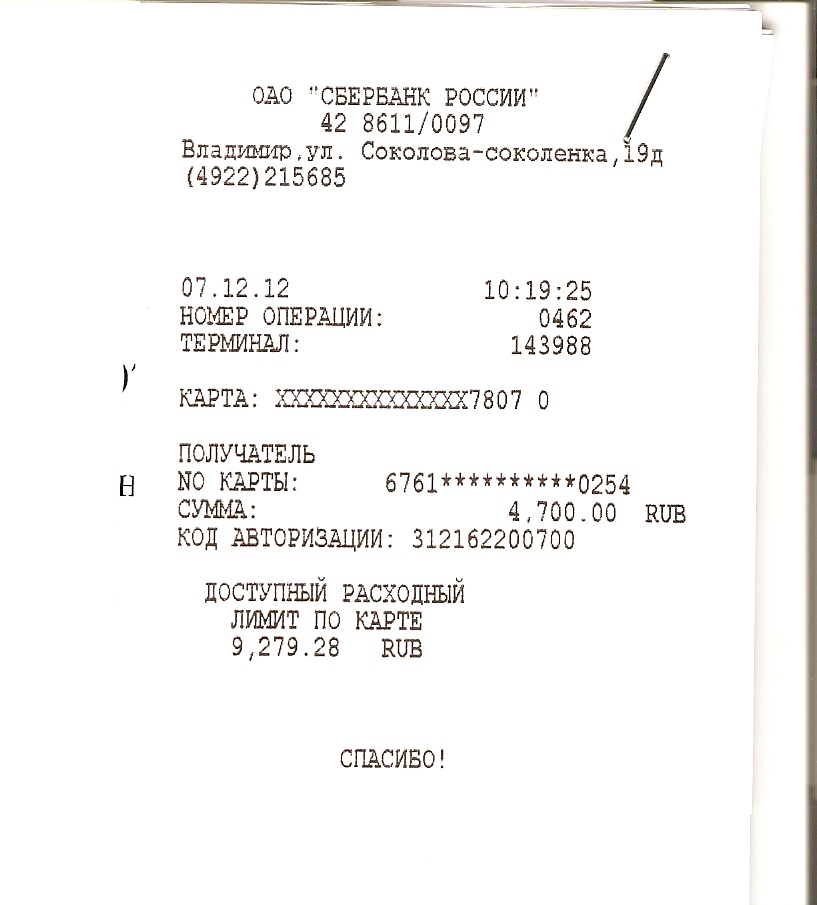 ОАО "СБЕРБАНК РОССИИ"
42 8611/0097
Владимир,ул. Соколова-соколенка,19д
(4922)215685
07.12.12 10:19:25
НОМЕР ОПЕРАЦИИ: 0462
ТЕРМИНАЛ: 143988
КАРТА: XXXXXXXXXXXXXX7807 0
ПОЛУЧАТЕЛЬ
NO КАРТЫ: 6761**********0254
СУММА: 4,700.00 RUB
КОД АВТОРИЗАЦИИ: 312162200700
ДОСТУПНЫЙ РАСХОДНЫЙ
ЛИМИТ ПО КАРТЕ
9,279.28 RUB
СПАСИБО!